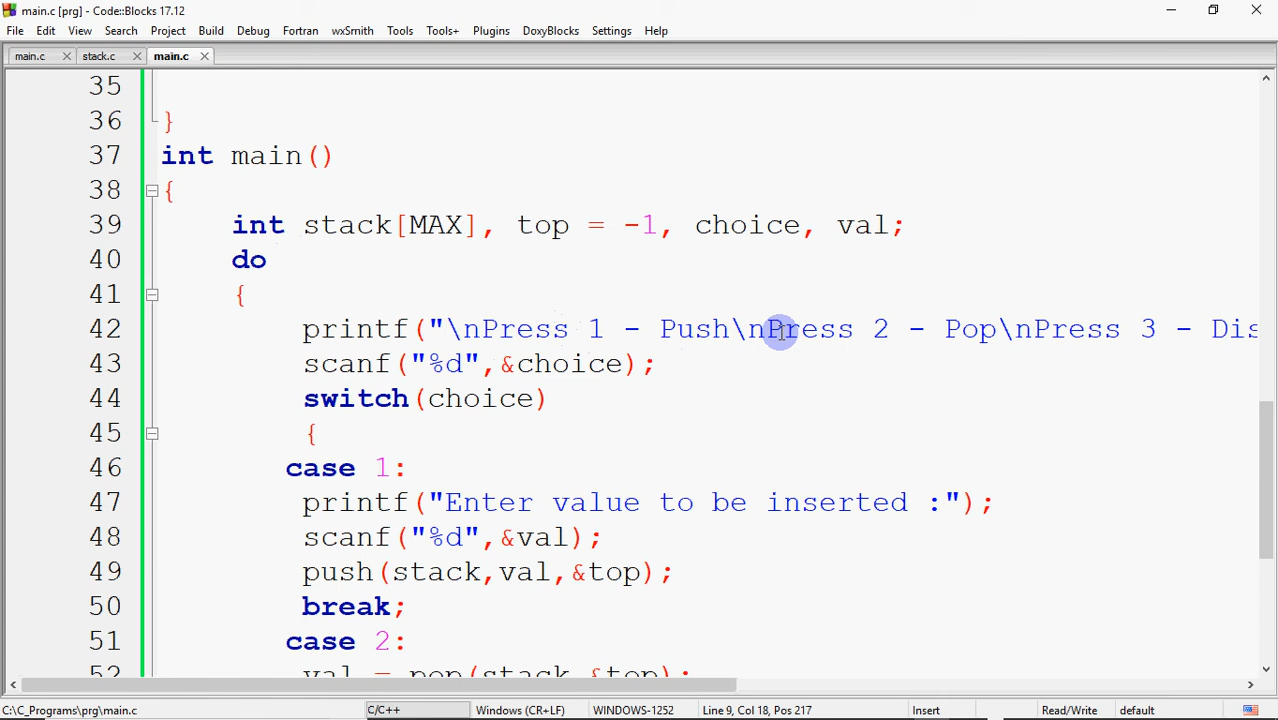 main.c [prg] - Code::Blocks 17.12
File Edit View Search Project Build Debug Fortran wxSmith Tools Tools+ Plugins DoxyBlocks Settings Help
main.c stack.c main.c
35
36 }
37 int main()
38 {
39 int stack[MAX], top = -1, choice, val;
40 do
41 {
42 printf("\nPress 1 - Push\nPress 2 - Pop\nPress 3 - Dis
43 scanf("%d",&choice);
44 switch(choice)
45 {
46 case 1:
47 printf("Enter value to be inserted :");
48 scanf("%d",&val);
49 push(stack,val,&top);
50 break;
51 case 2:
52 val = pop(stack,&top);
C:\C_Programs\prg\main.c C/C++ Windows (CR+LF) WINDOWS-1252 Line 9, Col 18, Pos 217 Insert Read/Write default